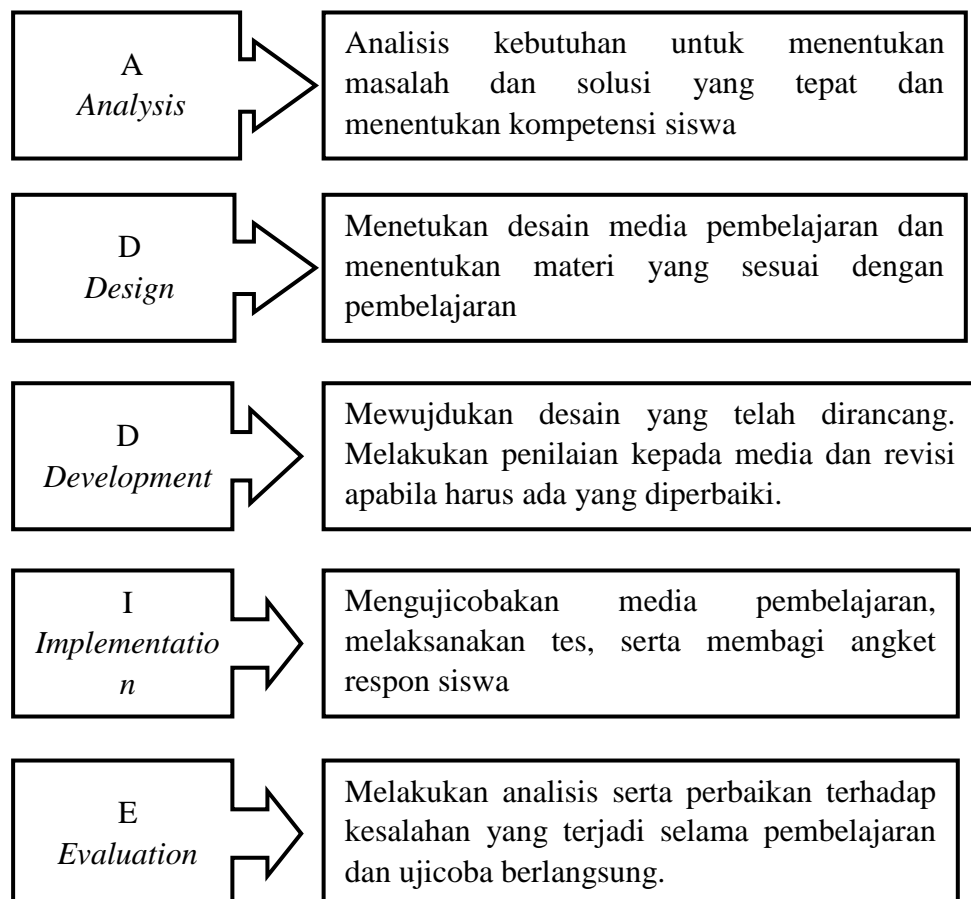 A
Analysis
Analisis kebutuhan untuk menentukan
masalah dan solusi yang tepat dan
menentukan kompetensi siswa
D
Design
Menetukan desain media pembelajaran dan
menentukan materi yang sesuai dengan
pembelajaran
D
Development
Mewujdukan desain yang telah dirancang.
Melakukan penilaian kepada media dan revisi
apabila harus ada yang diperbaiki.
I
Implementatio
n
Mengujicobakan media pembelajaran,
melaksanakan tes, serta membagi angket
respon siswa
E
Evaluation
Melakukan analisis serta perbaikan terhadap
kesalahan yang terjadi selama pembelajaran
dan ujicoba berlangsung.